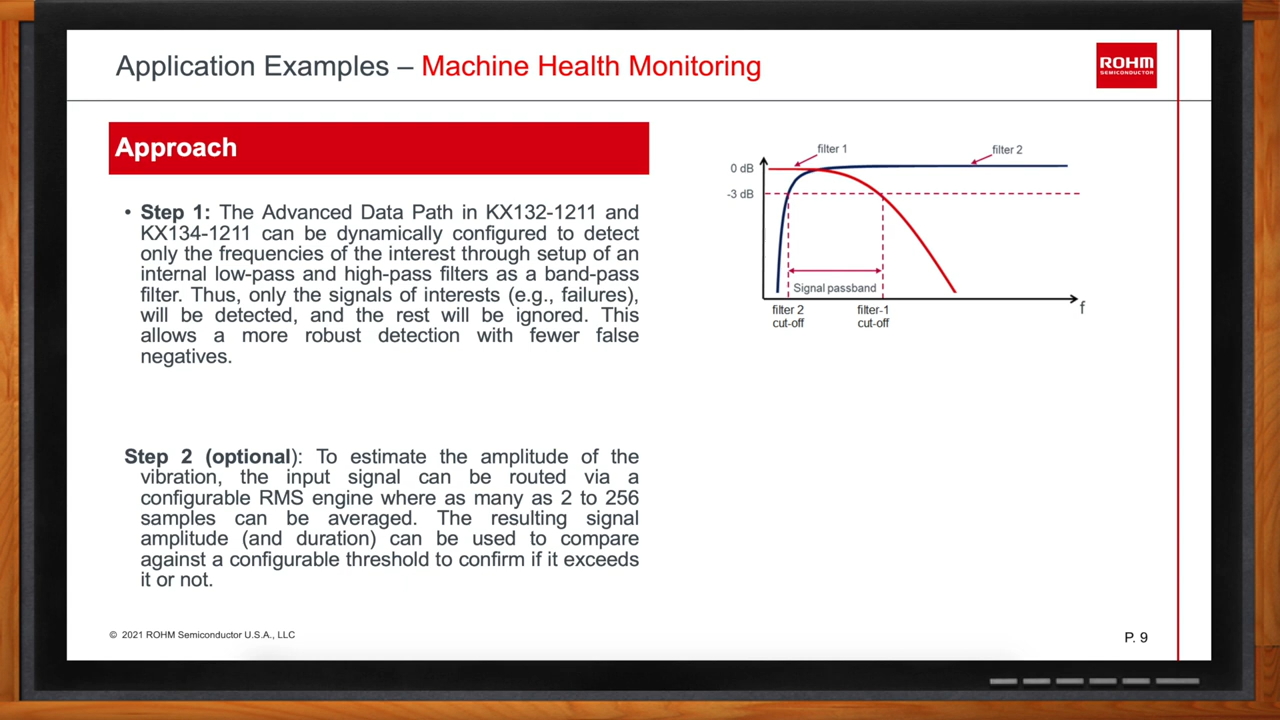 Application Examples – Machine Health Monitoring
ROHM
SEMICONDUCTOR
Approach
• Step 1: The Advanced Data Path in KX132-1211 and
KX134-1211 can be dynamically configured to detect
only the frequencies of the interest through setup of an
internal low-pass and high-pass filters as a band-pass
filter. Thus, only the signals of interests (e.g., failures),
will be detected, and the rest will be ignored. This
allows a more robust detection with fewer false
negatives.
Step 2 (optional): To estimate the amplitude of the
vibration, the input signal can be routed via a
configurable RMS engine where as many as 2 to 256
samples can be averaged. The resulting signal
amplitude (and duration) can be used to compare
against a configurable threshold to confirm if it exceeds
it or not.
filter 1
filter 2
0 dB
-3 dB
Signal passband
f
filter 2
cut-off
filter-1
cut-off
© 2021 ROHM Semiconductor U.S.A., LLC
P. 9